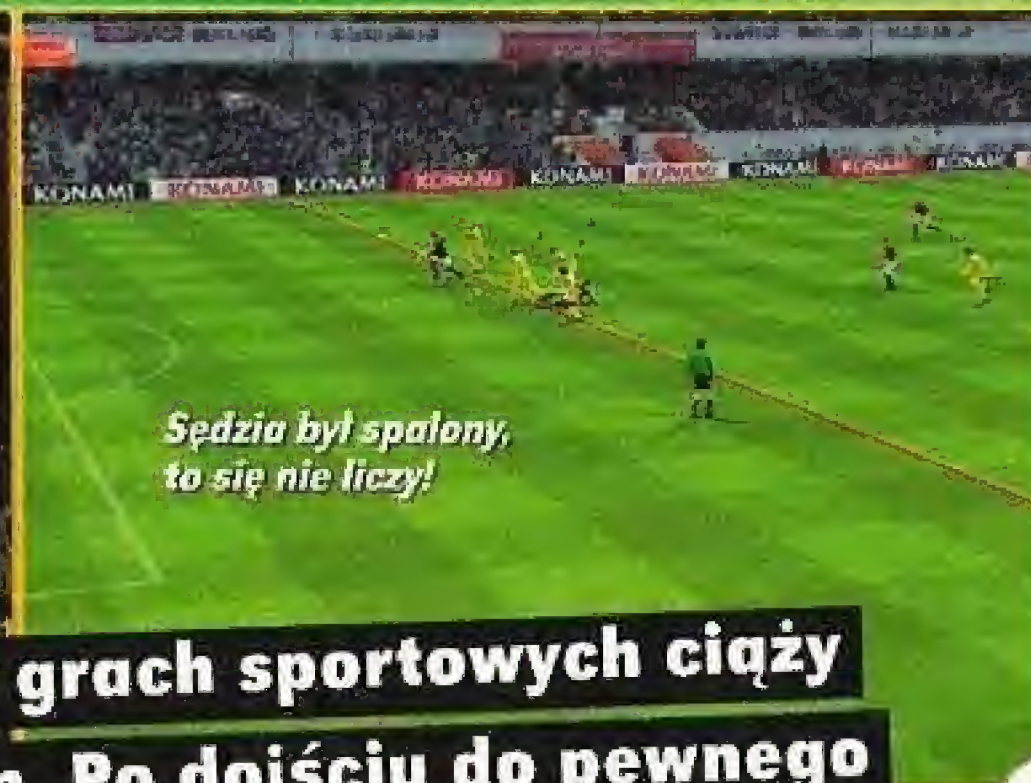 KONAMI KONAMI KONAMI KONAMI KONAMI KONAMI KONAMI KONAMI KONAMI
Sędzia był spalony,
to się nie liczy!
grach sportowych ciąży
Po dojściu do pewnego